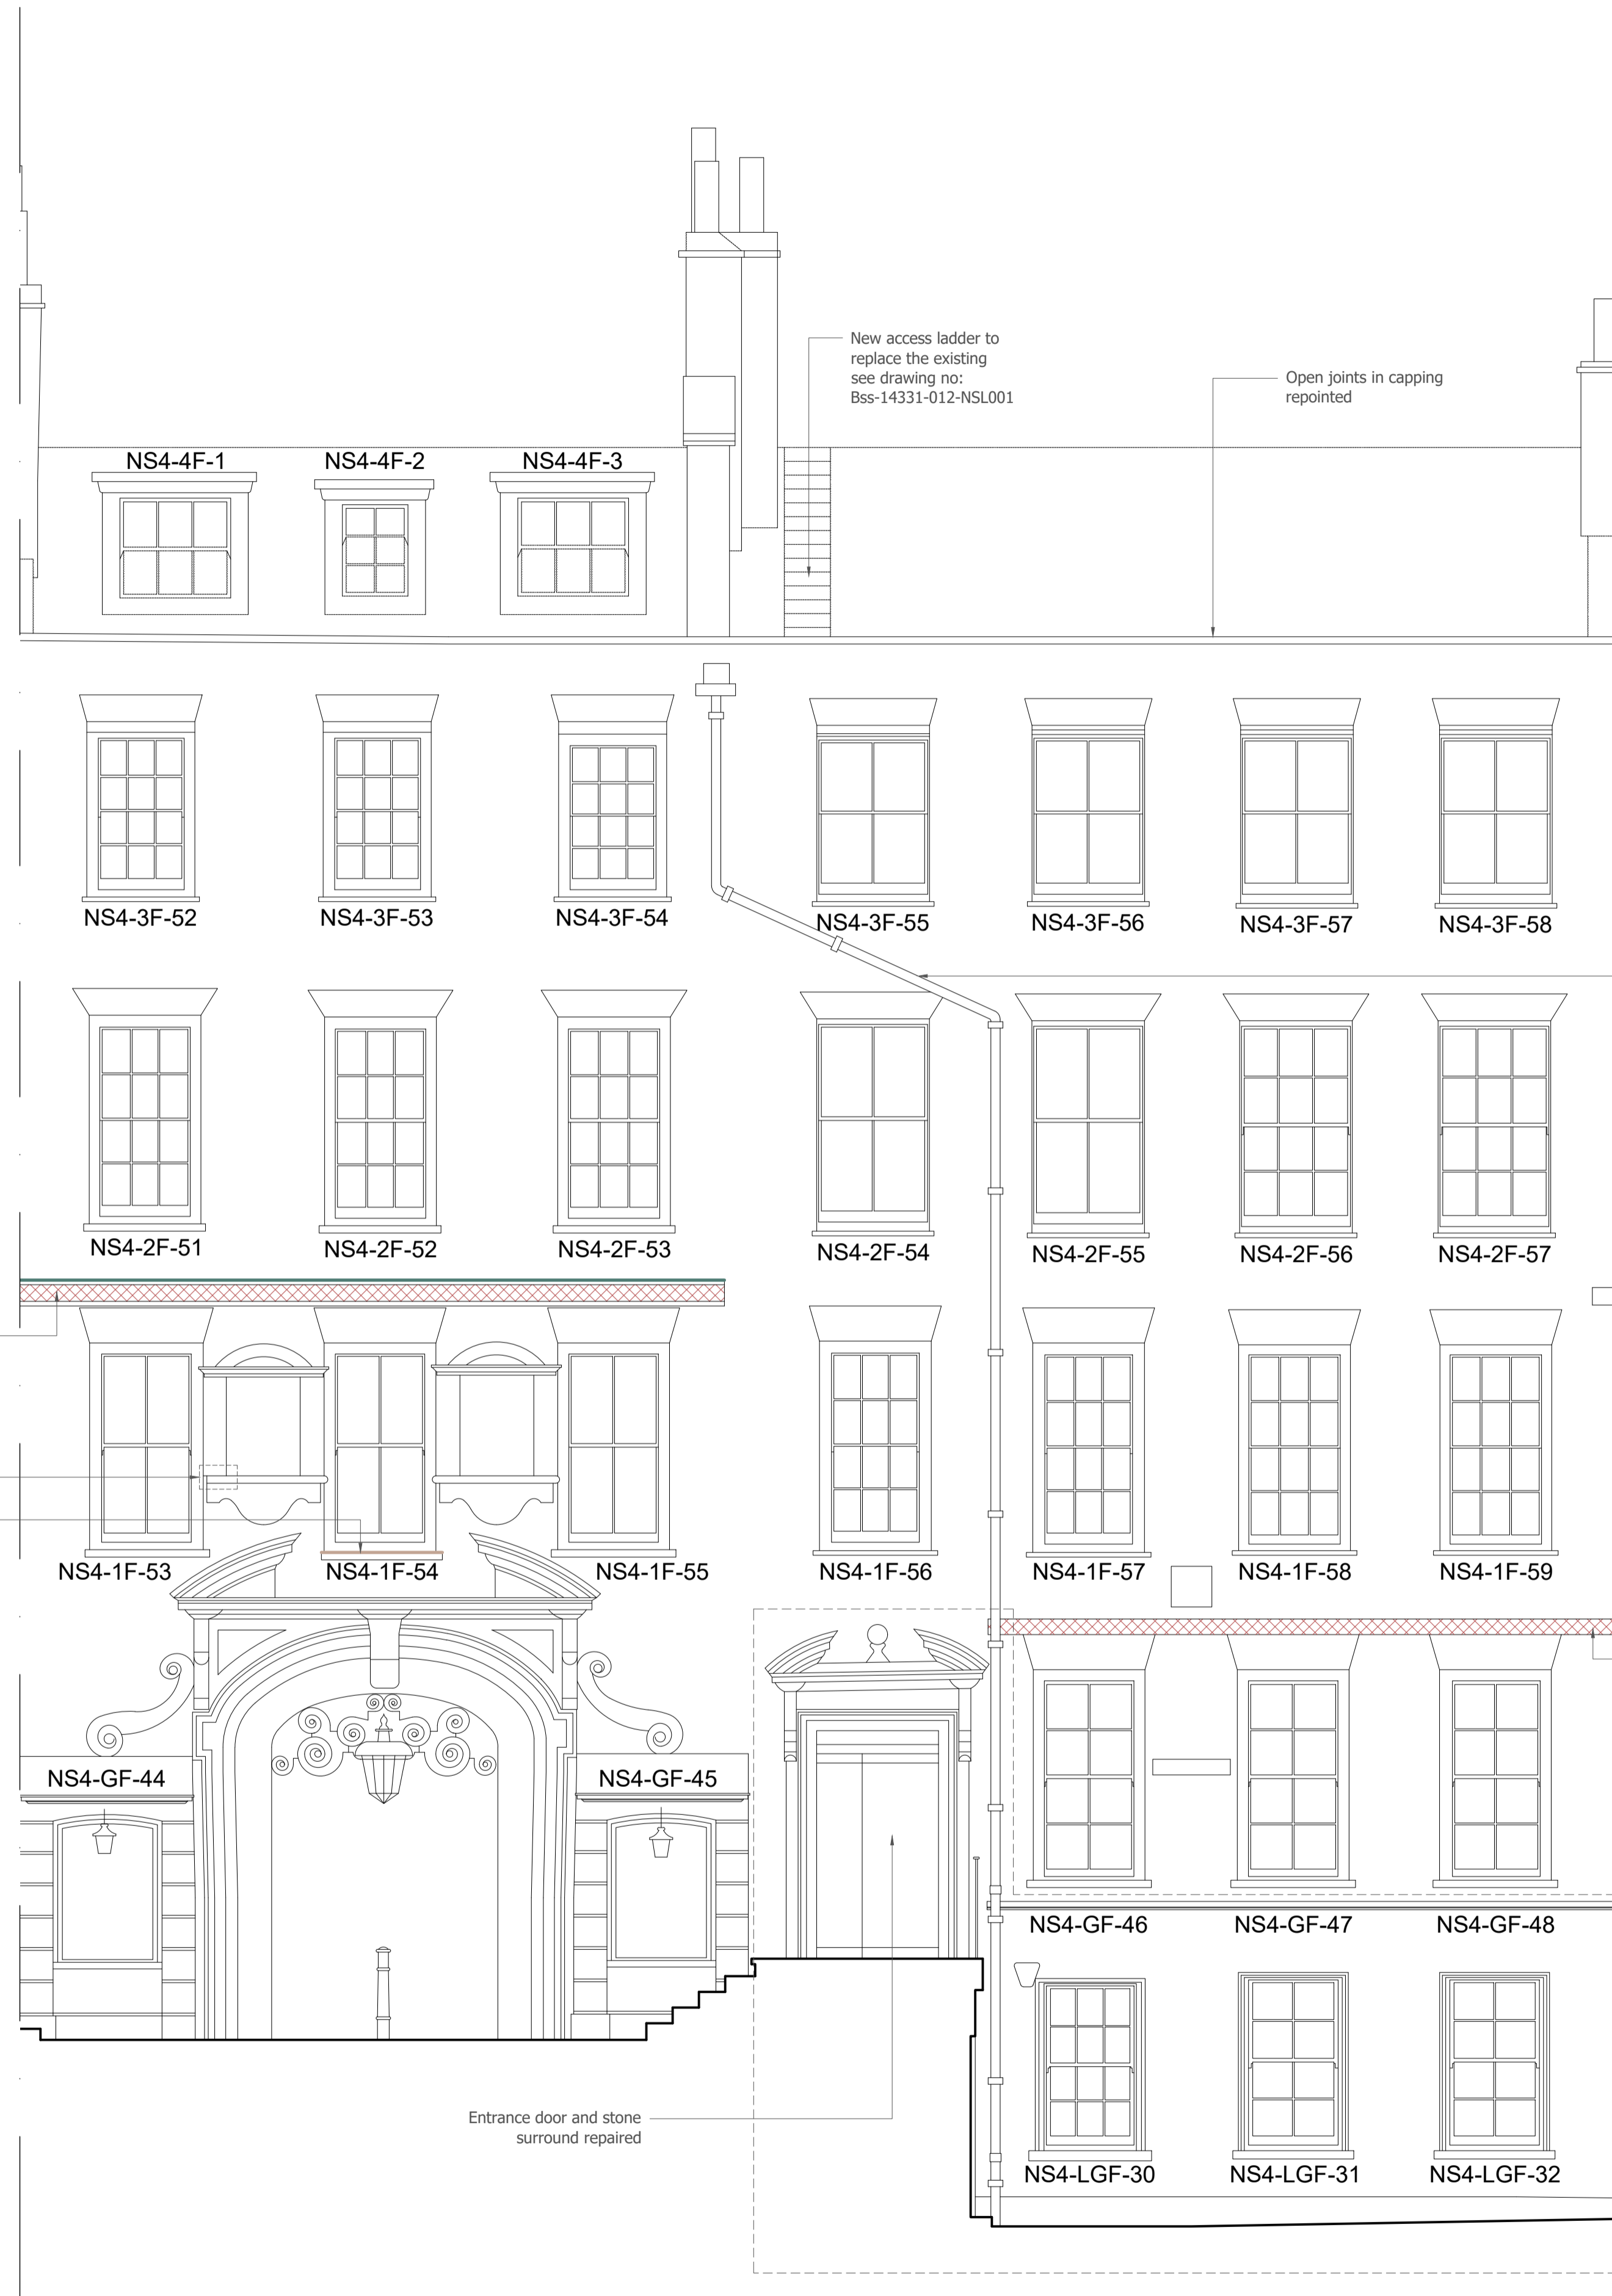 New access ladder to
replace the existing
see drawing no:
Bss-14331-012-NSL001
Open joints in capping
repointed
NS4-4F-1
NS4-4F-2
NS4-4F-3
NS4-3F-52
NS4-3F-53
NS4-3F-54
NS4-3F-55
NS4-3F-56
NS4-3F-57
NS4-3F-58
NS4-2F-51
NS4-2F-52
NS4-2F-53
NS4-2F-54
NS4-2F-55
NS4-2F-56
NS4-2F-57
NS4-1F-53
NS4-1F-54
NS4-1F-55
NS4-1F-56
NS4-1F-57
NS4-1F-58
NS4-1F-59
NS4-GF-44
NS4-GF-45
NS4-GF-46
NS4-GF-47
NS4-GF-48
Entrance door and stone
surround repaired
NS4-LGF-30
NS4-LGF-31
NS4-LGF-32